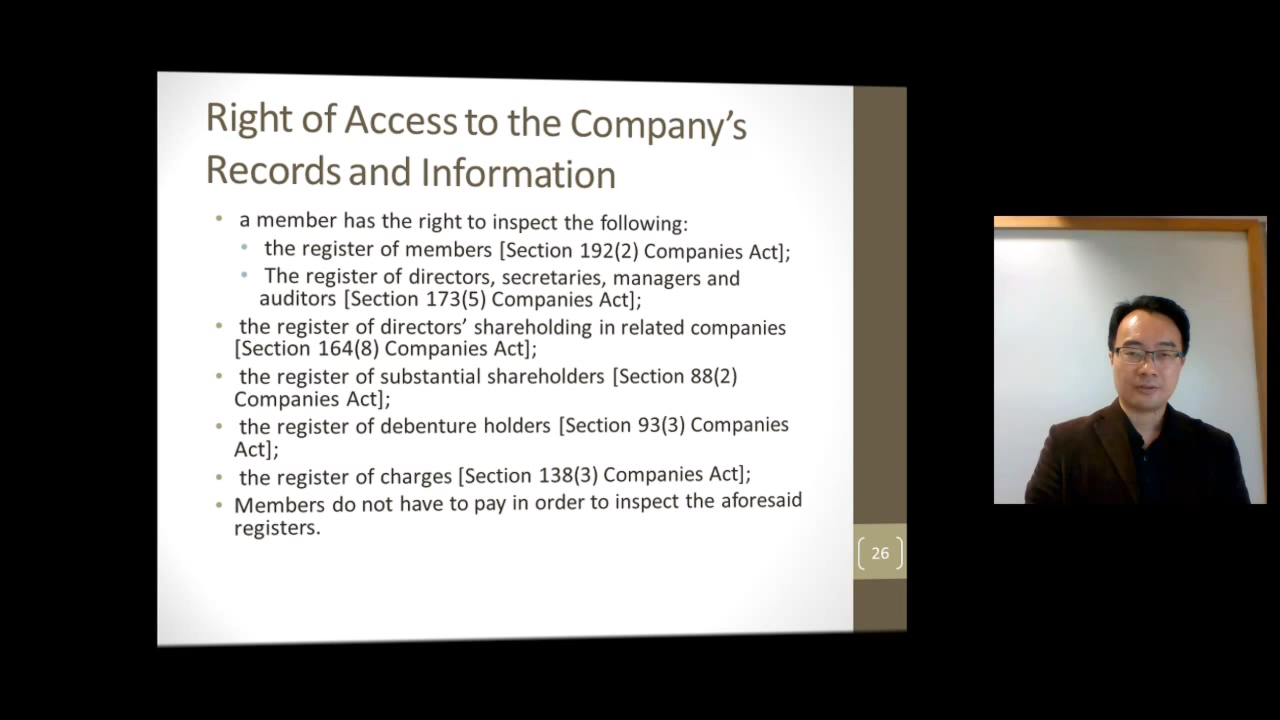 Right of Access to the Company's
Records and Information
• a member has the right to inspect the following:
• the register of members [Section 192(2) Companies Act];
• The register of directors, secretaries, managers and
auditors [Section 173(5) Companies Act];
• the register of directors' shareholding in related companies
[Section 164(8) Companies Act];
• the register of substantial shareholders [Section 88(2)
Companies Act];
• the register of debenture holders [Section 93(3) Companies
Act];
• the register of charges [Section 138(3) Companies Act];
• Members do not have to pay in order to inspect the aforesaid
registers.
26